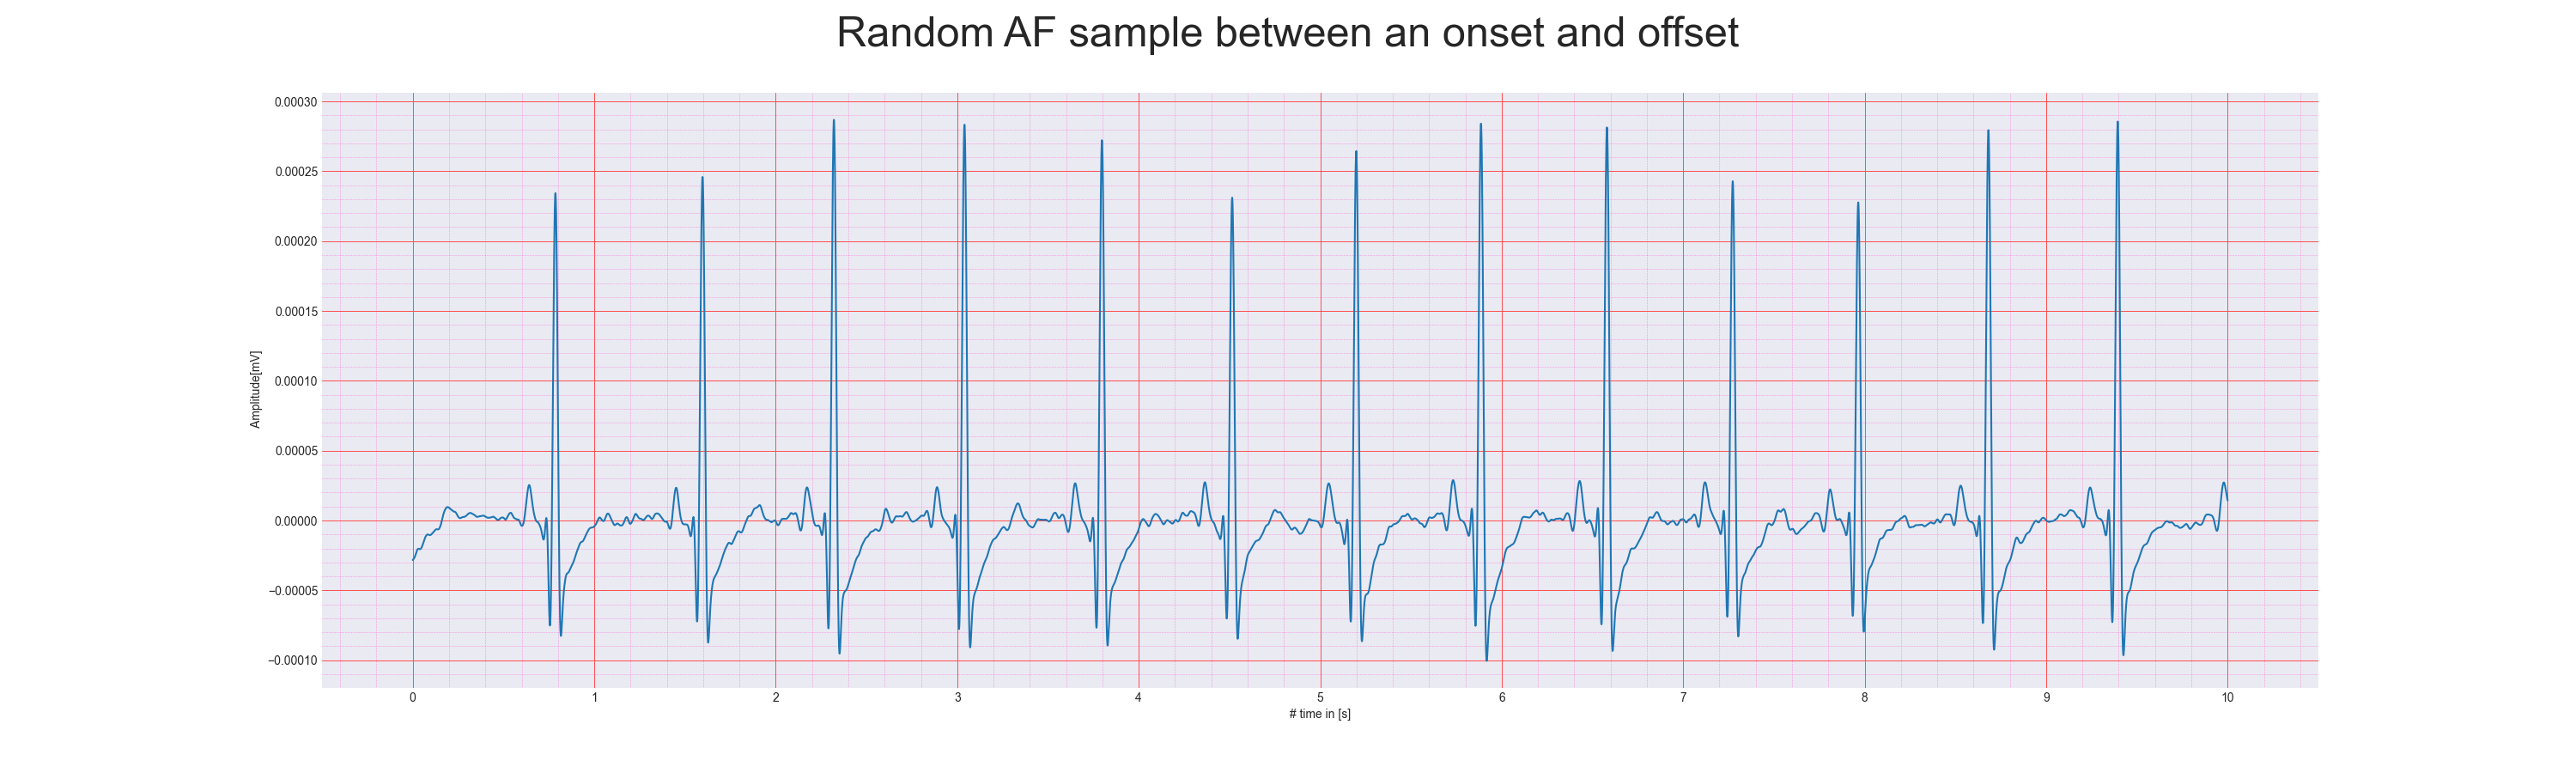 Random AF sample between an onset and offset
0.00030
0.00025
0.00020
0.00015
0.00010
0.00005
0.00000
−0.00005
−0.00010
Amplitude[mV]
0 1 2 3 4 5 6 7 8 9 10
# time in [s]